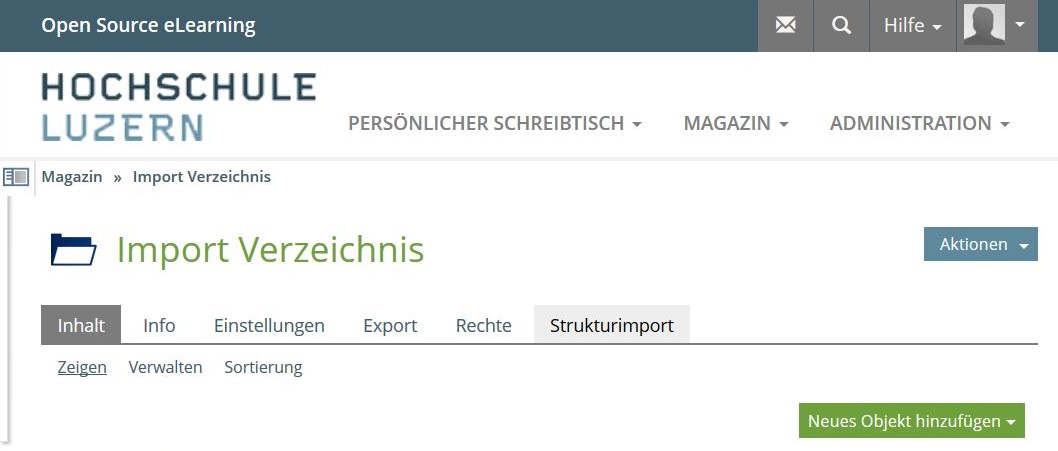 Open Source eLearning
Hilfe
HOCHSCHULE
LUZERN
PERSÖNLICHER SCHREIBTISCH
MAGAZIN
ADMINISTRATION
Magazin » Import Verzeichnis
Import Verzeichnis
Aktionen
Inhalt Info Einstellungen Export Rechte Strukturimport
Zeigen Verwalten Sortierung
Neues Objekt hinzufügen